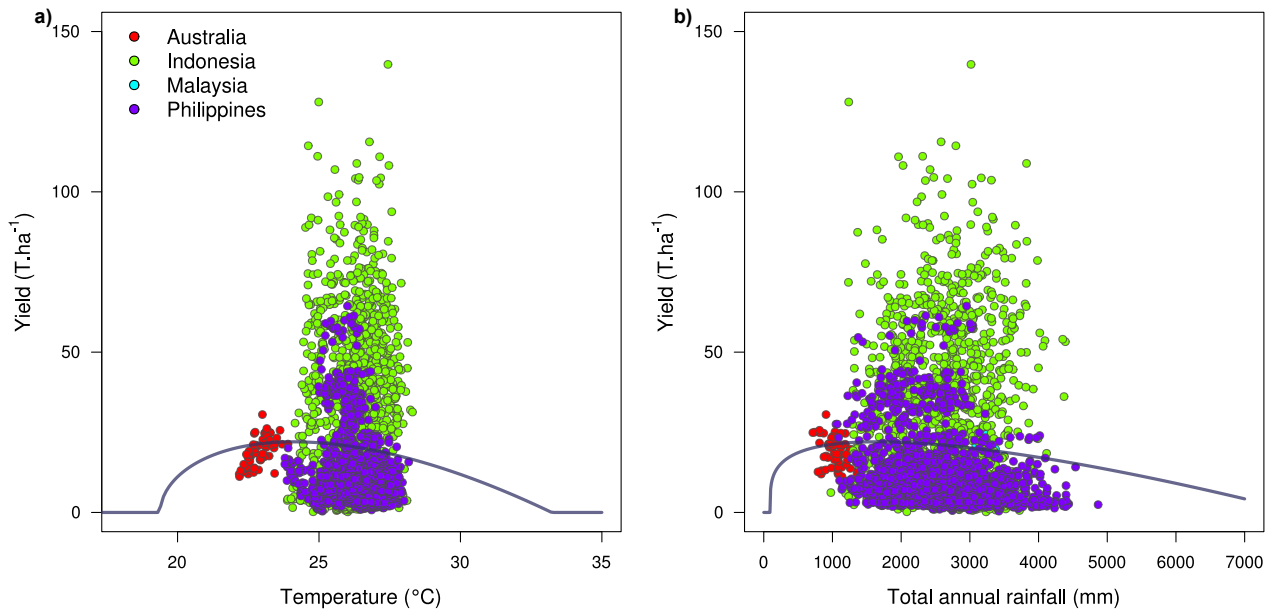 a)
Australia
Indonesia
Malaysia
Philippines
150
100
50
0
Yield (T.ha⁻¹)
20 25 30 35
Temperature (°C)
b)
150
100
50
0
Yield (T.ha⁻¹)
0 1000 2000 3000 4000 5000 6000 7000
Total annual rainfall (mm)